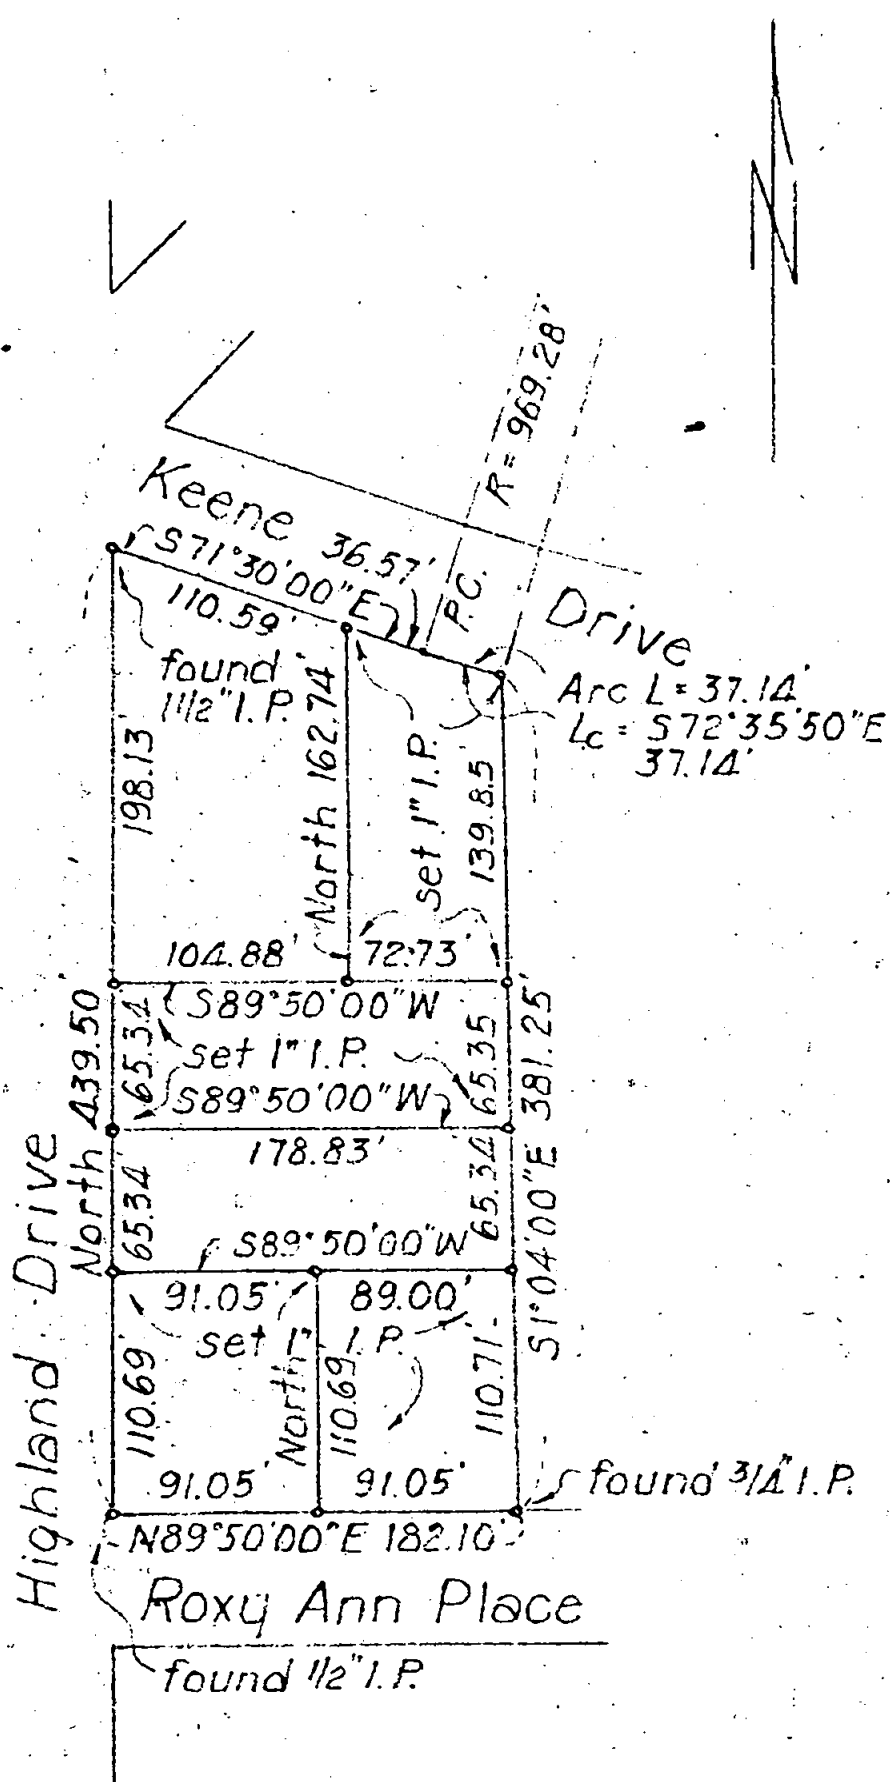 N
R = 969.28'
Keene
Drive
S71°30'00"E
36.57'
P.C.
110.59'
found
1 1/2" I.P.
Arc L = 37.14'
Lc = S72°35'50"E
37.14'
198.13'
North 162.74'
set 1" I.P.
139.85'
104.88'
72.73'
S89°50'00"W
65.34'
set 1" I.P.
65.35
S89°50'00"W
178.83'
North 439.50
Highland Drive
65.34'
65.34
S1°04'00"E 381.25'
S89°50'00"W
91.05'
89.00'
set 1" I.P.
110.69'
North 110.69'
110.71
91.05'
91.05'
found 3/4" I.P.
N89°50'00"E 182.10'
Roxy Ann Place
found 1/2" I.P.